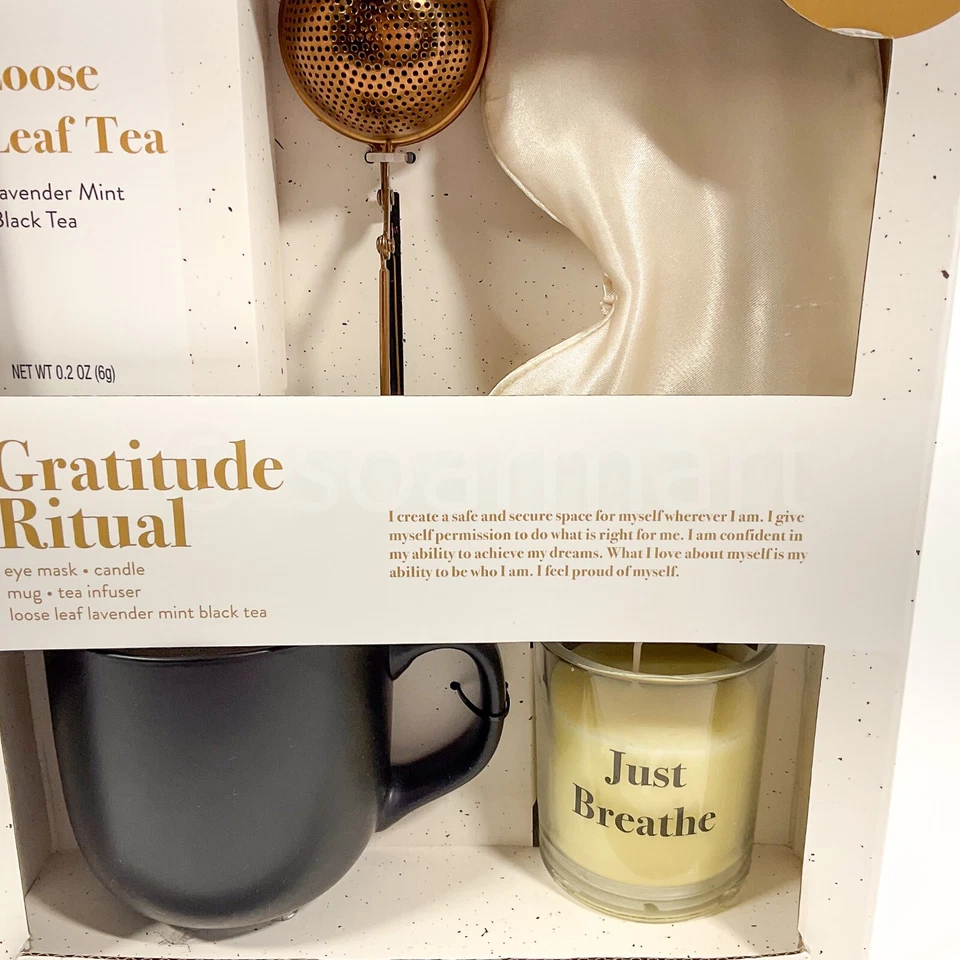 Loose
Leaf Tea
Lavender Mint
Black Tea
NET WT 0.2 OZ (6g)
Gratitude
Ritual
eye mask • candle
mug • tea infuser
loose leaf lavender mint black tea
I create a safe and secure space for myself wherever I am. I give
myself permission to do what is right for me. I am confident in
my ability to achieve my dreams. What I love about myself is my
ability to be who I am. I feel proud of myself.
Just
Breathe